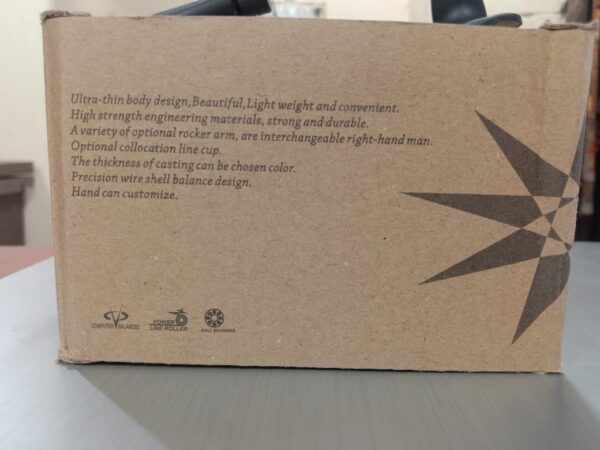 Ultra-thin body design,Beautiful,Light weight and convenient.
High strength engineering materials, strong and durable.
A variety of optional rocker arm, are interchangeable right-hand man.
Optional collocation line cup.
The thickness of casting can be chosen color.
Precision wire shell balance design.
Hand can customize.
COMPUTER BALANCED
POWER
LINE ROLLER
BALL BEARINGS